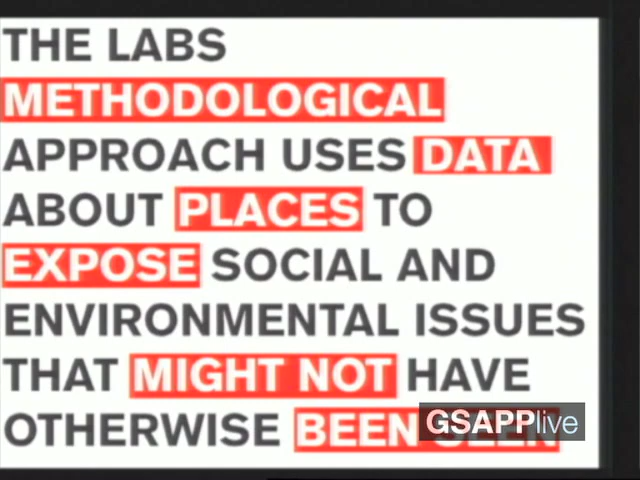 THE LABS
METHODOLOGICAL
APPROACH USES DATA
ABOUT PLACES TO
EXPOSE SOCIAL AND
ENVIRONMENTAL ISSUES
THAT MIGHT NOT HAVE
OTHERWISE BEEN SEEN
GSAPPlive